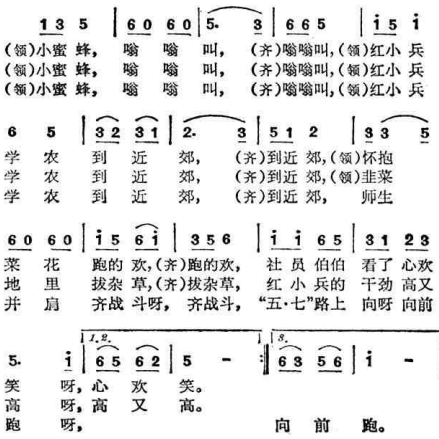 1 3 5 | 6 0 6 0 | 5. 3 | 6 6 5 | i 5 i
(领)小蜜蜂, 嗡 嗡 叫, (齐)嗡嗡叫,(领)红小兵
(领)小蜜蜂, 嗡 嗡 叫, (齐)嗡嗡叫,(领)红小兵
(领)小蜜蜂, 嗡 嗡 叫, (齐)嗡嗡叫,(领)红小兵
6 5 | 3 2 3 1 | 2. 3 | 5 1 2 | 3 3 5
学 农 到 近 郊, (齐)到近郊,(领)怀抱
学 农 到 近 郊, (齐)到近郊,(领)韭菜
学 农 到 近 郊, (齐)到近郊, 师生
6 0 6 0 | i 5 6 i | 3 5 6 | i i 6 5 | 3 1 2 3
菜 花 跑的欢,(齐)跑的欢, 社员伯伯 看了心欢
地 里 拔杂草,(齐)拔杂草, 红小兵的 干劲高又
并 肩 齐战斗呀, 齐战斗, “五·七”路上 向呀向前
1.2. 3.
5. i | 6 5 6 2 | 5 - :‖ 6 3 5 6 | i -
笑 呀,心 欢 笑。
高 呀,高 又 高。
跑 呀, 向 前 跑。